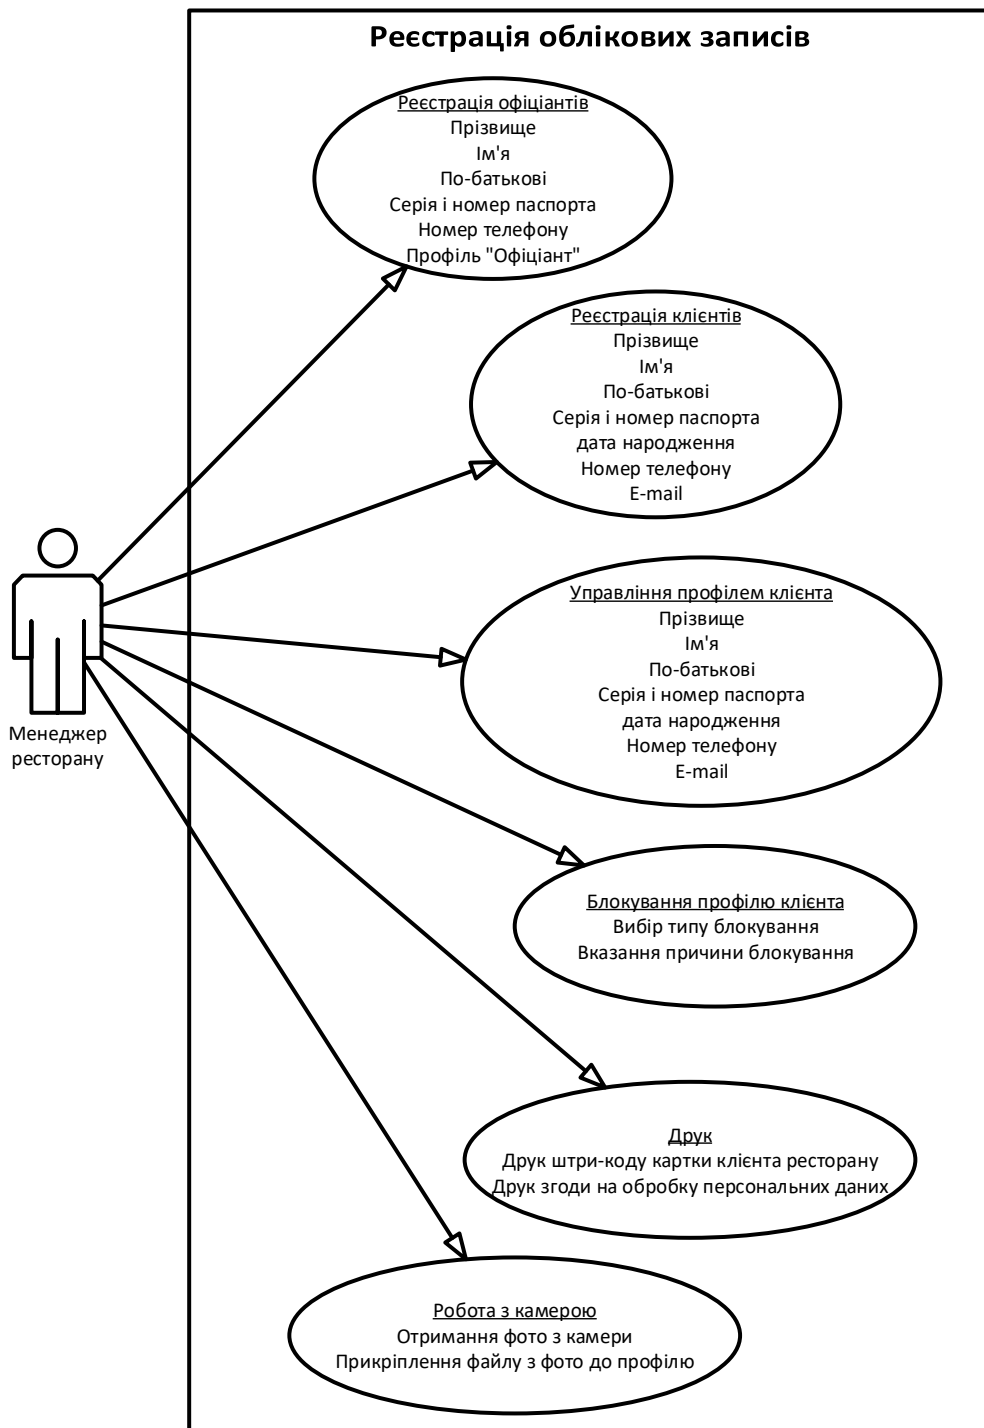 Реєстрація облікових записів
Реєстрація офіціантів
Прізвище
Ім'я
По-батькові
Серія і номер паспорта
Номер телефону
Профіль "Офіціант"
Реєстрація клієнтів
Прізвище
Ім'я
По-батькові
Серія і номер паспорта
дата народження
Номер телефону
E-mail
Управління профілем клієнта
Прізвище
Ім'я
По-батькові
Серія і номер паспорта
дата народження
Номер телефону
E-mail
Менеджер
ресторану
Блокування профілю клієнта
Вибір типу блокування
Вказання причини блокування
Друк
Друк штри-коду картки клієнта ресторану
Друк згоди на обробку персональних даних
Робота з камерою
Отримання фото з камери
Прикріплення файлу з фото до профілю